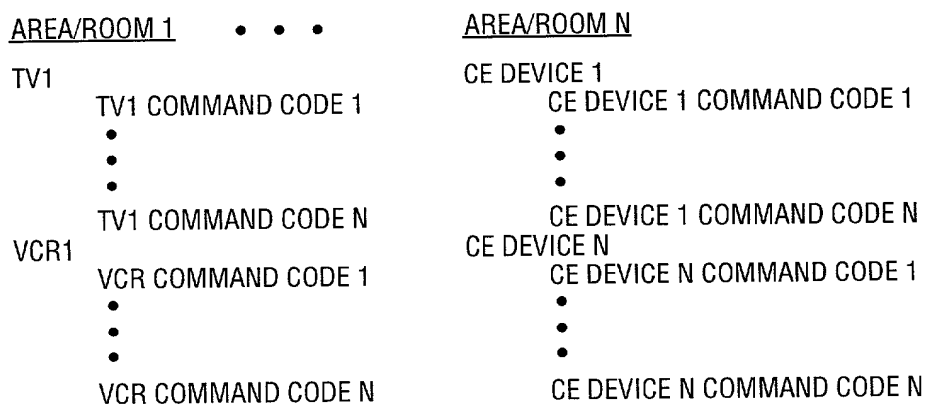 AREA/ROOM 1 • • •
TV1
TV1 COMMAND CODE 1
•
•
•
TV1 COMMAND CODE N
VCR1
VCR COMMAND CODE 1
•
•
•
VCR COMMAND CODE N
AREA/ROOM N
CE DEVICE 1
CE DEVICE 1 COMMAND CODE 1
•
•
•
CE DEVICE 1 COMMAND CODE N
CE DEVICE N
CE DEVICE N COMMAND CODE 1
•
•
•
CE DEVICE N COMMAND CODE N